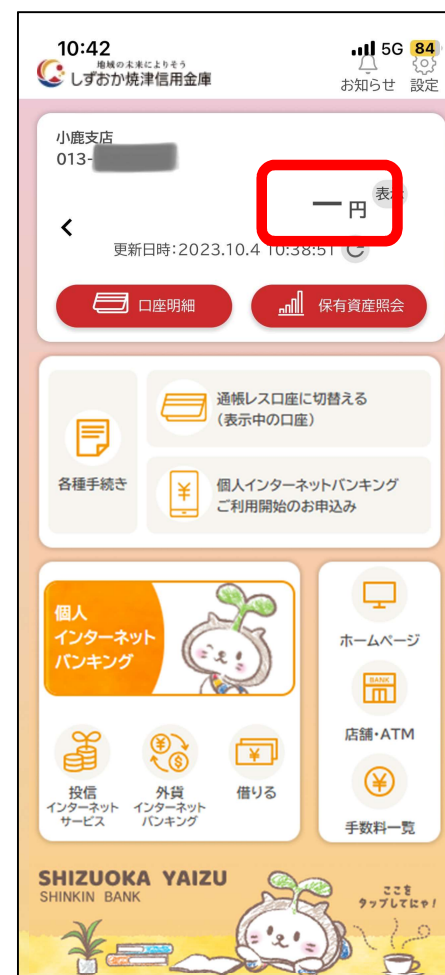 10:42
5G 84
地域の未来によりそう
しずおか焼津信用金庫
お知らせ 設定
小鹿支店
013-
ー円
更新日時:2023.10.4 10:38:51
口座明細
保有資産照会
各種手続き
通帳レス口座に切替える
(表示中の口座)
個人インターネットバンキング
ご利用開始のお申込み
個人
インターネット
バンキング
投信
インターネット
サービス
外貨
インターネット
バンキング
借りる
ホームページ
BANK
店舗・ATM
手数料一覧
SHIZUOKA YAIZU
SHINKIN BANK
ここを
タップしてにゃ!